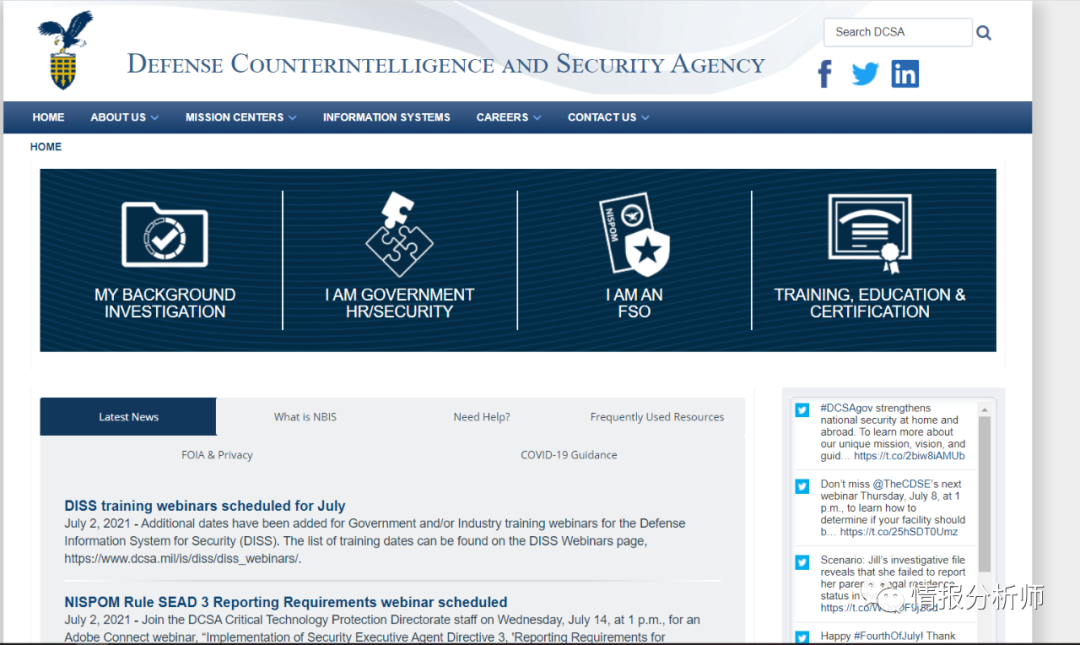 Search DCSA
DEFENSE COUNTERINTELLIGENCE AND SECURITY AGENCY
HOME ABOUT US MISSION CENTERS INFORMATION SYSTEMS CAREERS CONTACT US
HOME
MY BACKGROUND
INVESTIGATION
I AM GOVERNMENT
HR/SECURITY
NISPOM
I AM AN
FSO
TRAINING, EDUCATION &
CERTIFICATION
Latest News What is NBIS Need Help? Frequently Used Resources
FOIA & Privacy COVID-19 Guidance
DISS training webinars scheduled for July
July 2, 2021 - Additional dates have been added for Government and/or Industry training webinars for the Defense
Information System for Security (DISS). The list of training dates can be found on the DISS Webinars page,
https://www.dcsa.mil/is/diss/diss_webinars/.
NISPOM Rule SEAD 3 Reporting Requirements webinar scheduled
July 2, 2021 - Join the DCSA Critical Technology Protection Directorate staff on Wednesday, July 14, at 1 p.m., for an
Adobe Connect webinar, “Implementation of Security Executive Agent Directive 3, 'Reporting Requirements for
#DCSAgov strengthens
national security at home and
abroad. To learn more about
our unique mission, vision, and
guid... https://t.co/2biw8iAMUb
Don’t miss @TheCDSE’s next
webinar Thursday, July 8, at 1
p.m., to learn how to
determine if your facility should
b... https://t.co/25hSDT0Umz
Scenario: Jill’s investigative file
reveals that she failed to report
her residence
status in
Happy #FourthOfJuly! Thank
情报分析师